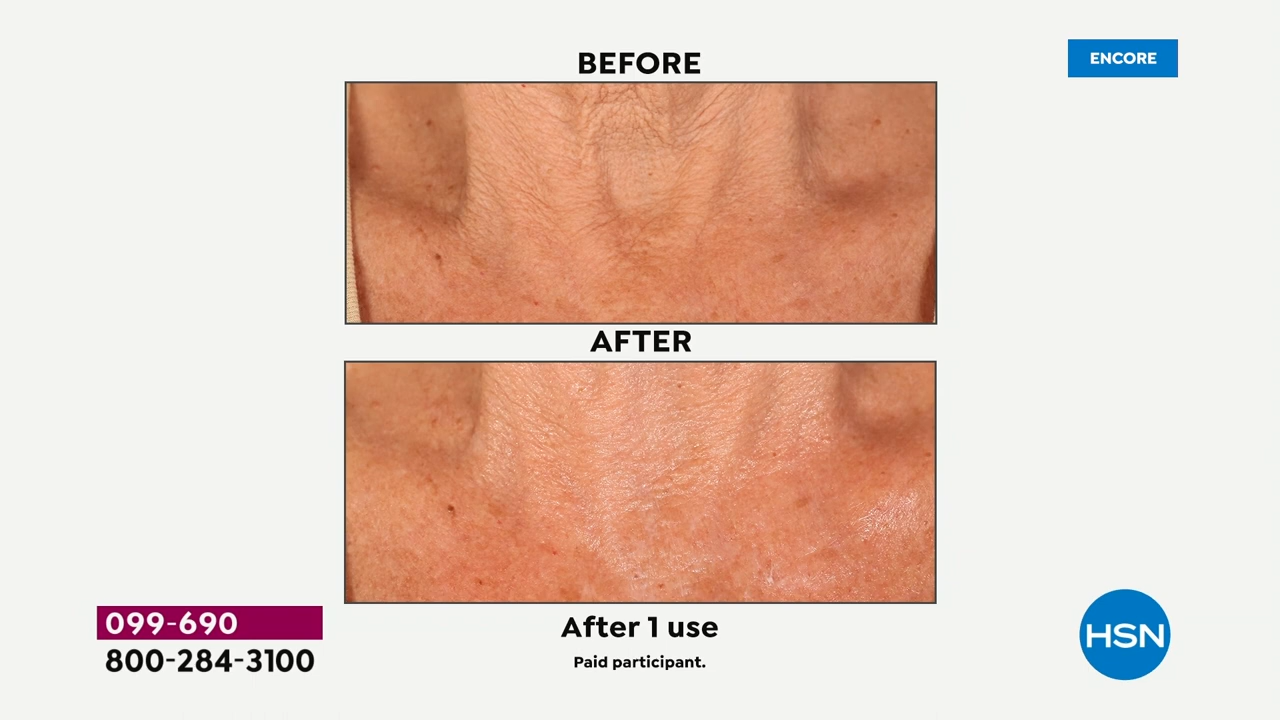 BEFORE
ENCORE
AFTER
After 1 use
Paid participant.
099-690
800-284-3100
HSN